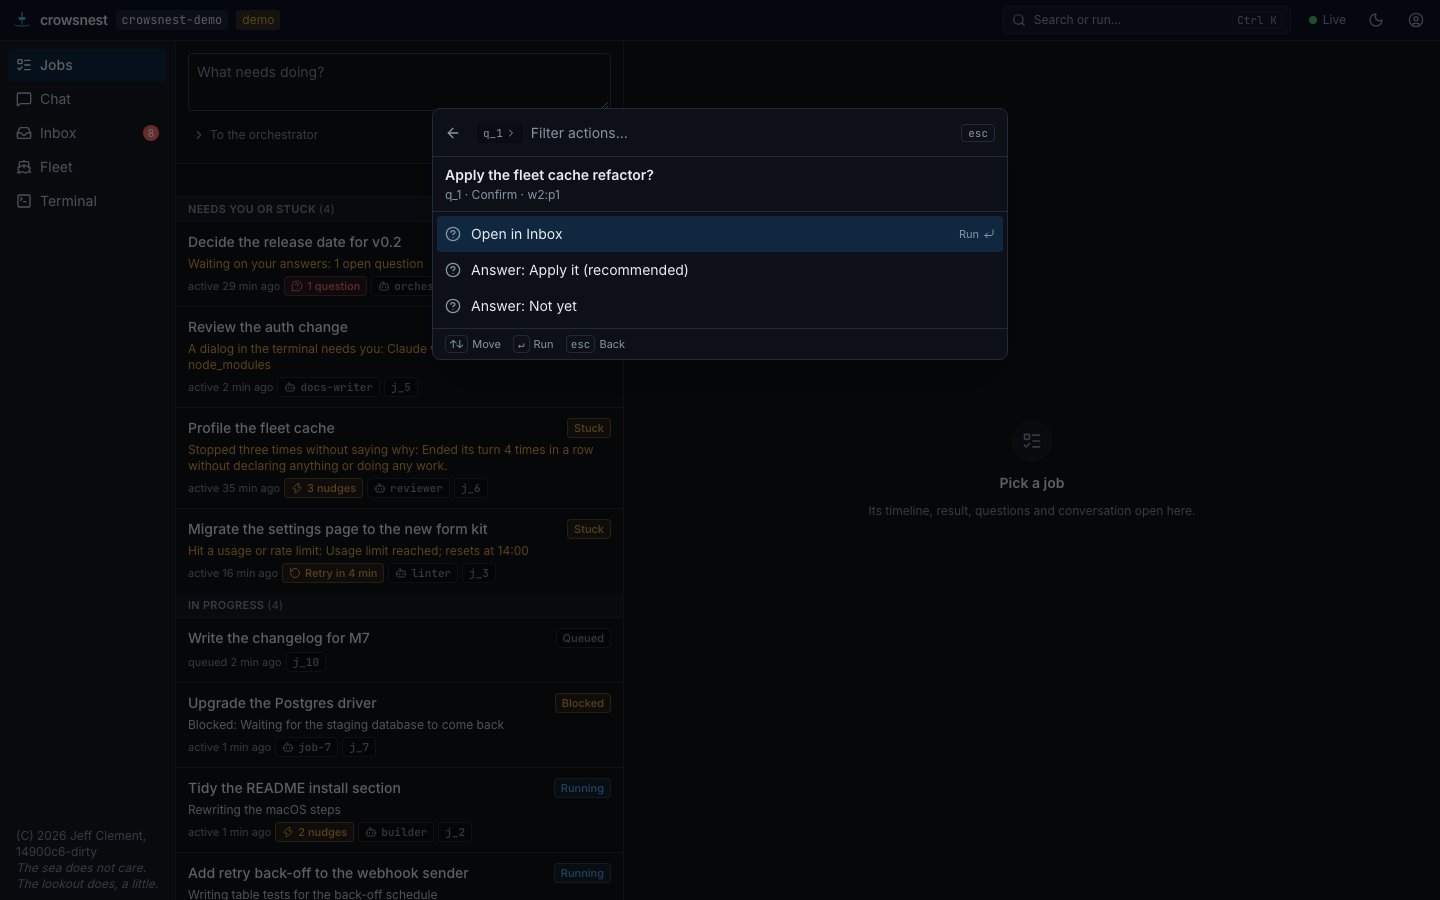 crowsnest crowsnest-demo demo
Search or run... Ctrl K
Live
Jobs
Chat
Inbox 8
Fleet
Terminal
(C) 2026 Jeff Clement,
14900c6-dirty
The sea does not care.
The lookout does, a little.
What needs doing?
To the orchestrator
NEEDS YOU OR STUCK (4)
Decide the release date for v0.2
Waiting on your answers: 1 open question
active 29 min ago 1 question
Review the auth change
A dialog in the terminal needs you: Claude
node_modules
active 2 min ago docs-writer j_5
Profile the fleet cache Stuck
Stopped three times without saying why: Ended its turn 4 times in a row
without declaring anything or doing any work.
active 35 min ago 3 nudges reviewer j_6
Migrate the settings page to the new form kit Stuck
Hit a usage or rate limit: Usage limit reached; resets at 14:00
active 16 min ago Retry in 4 min linter j_3
IN PROGRESS (4)
Write the changelog for M7 Queued
queued 2 min ago j_10
Upgrade the Postgres driver Blocked
Blocked: Waiting for the staging database to come back
active 1 min ago job-7 j_7
Tidy the README install section Running
Rewriting the macOS steps
active 1 min ago 2 nudges builder j_2
Add retry back-off to the webhook sender Running
Writing table tests for the back-off schedule
q_1 Filter actions... esc
Apply the fleet cache refactor?
q_1 · Confirm · w2:p1
Open in Inbox Run
Answer: Apply it (recommended)
Answer: Not yet
Move Run esc Back
Pick a job
Its timeline, result, questions and conversation open here.